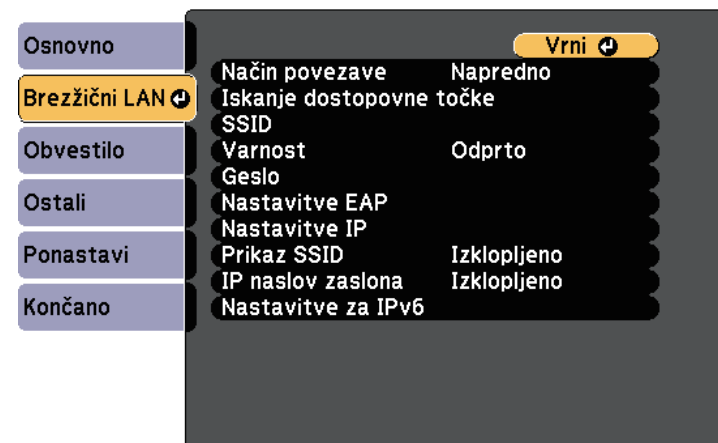 Osnovno
Brezžični LAN
Obvestilo
Ostali
Ponastavi
Končano
Vrni
Način povezave Napredno
Iskanje dostopovne točke
SSID
Varnost Odprto
Geslo
Nastavitve EAP
Nastavitve IP
Prikaz SSID Izklopljeno
IP naslov zaslona Izklopljeno
Nastavitve za IPv6